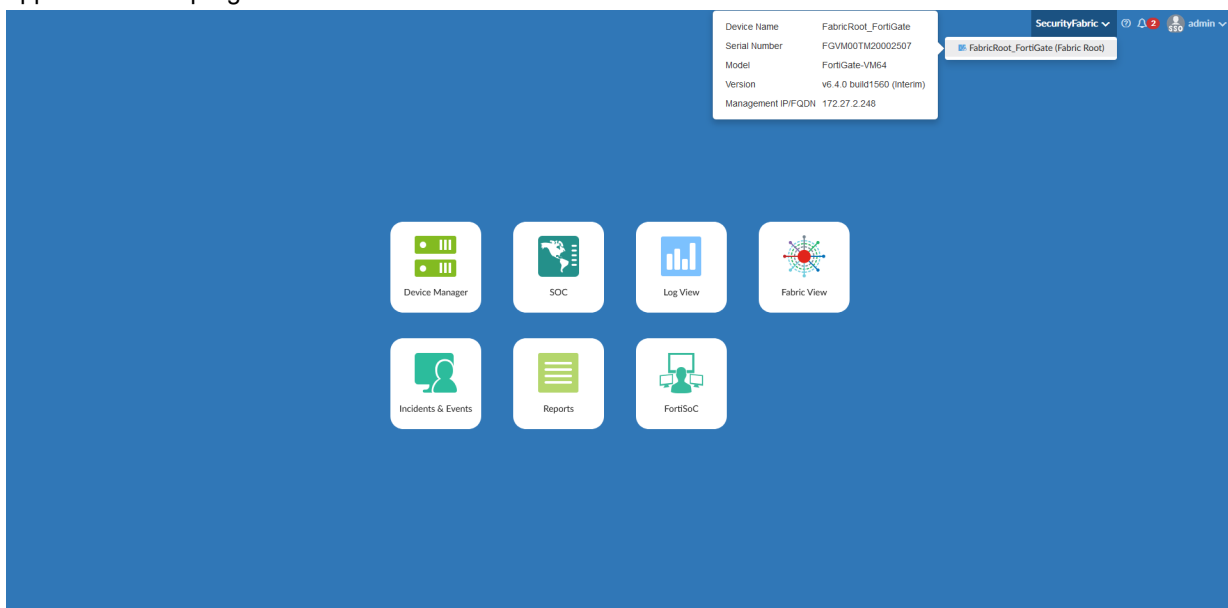 SecurityFabric
2
SSO
admin
FabricRoot_FortiGate (Fabric Root)
Device Name FabricRoot_FortiGate
Serial Number FGVM00TM20002507
Model FortiGate-VM64
Version v6.4.0 build1560 (Interim)
Management IP/FQDN 172.27.2.248
Device Manager
SOC
Log View
Fabric View
Incidents & Events
Reports
FortiSoC